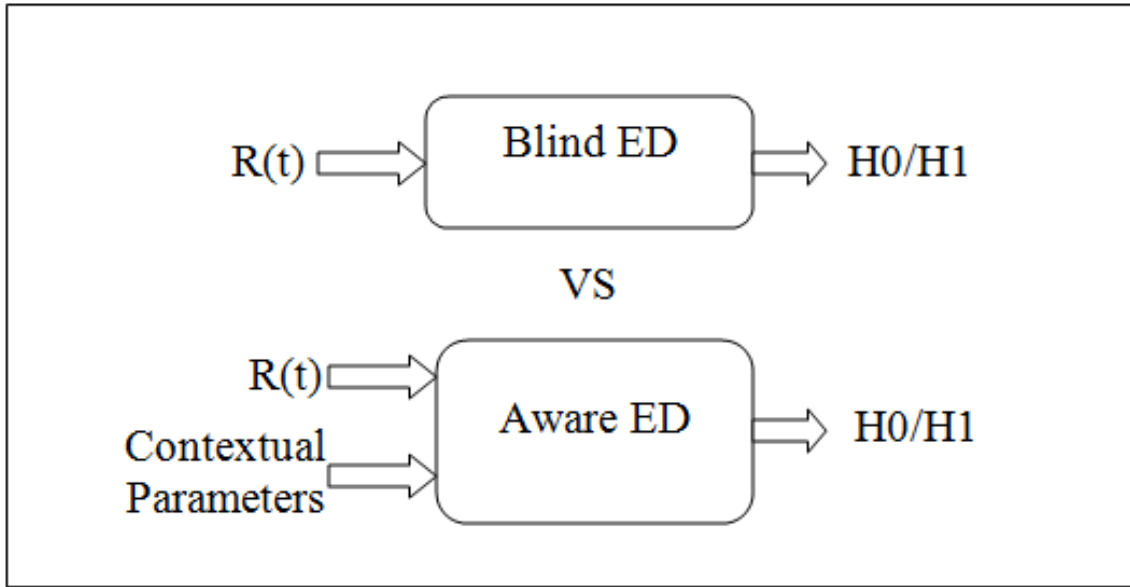 R(t)
Blind ED
H0/H1
VS
R(t)
Contextual
Parameters
Aware ED
H0/H1